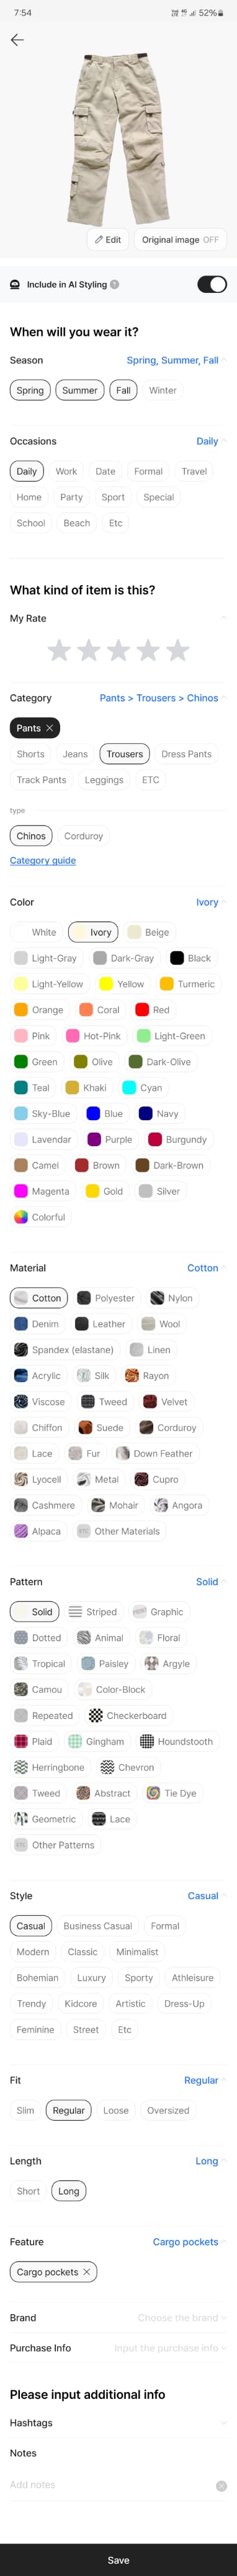 7:54
52%
Edit
Original image OFF
Include in AI Styling ?
When will you wear it?
Season Spring, Summer, Fall
Spring Summer Fall Winter
Occasions Daily
Daily Work Date Formal Travel
Home Party Sport Special
School Beach Etc
What kind of item is this?
My Rate
Category Pants > Trousers > Chinos
Pants ×
Shorts Jeans Trousers Dress Pants
Track Pants Leggings ETC
type
Chinos Corduroy
Category guide
Color Ivory
White Ivory Beige
Light-Gray Dark-Gray Black
Light-Yellow Yellow Turmeric
Orange Coral Red
Pink Hot-Pink Light-Green
Green Olive Dark-Olive
Teal Khaki Cyan
Sky-Blue Blue Navy
Lavendar Purple Burgundy
Camel Brown Dark-Brown
Magenta Gold Silver
Colorful
Material Cotton
Cotton Polyester Nylon
Denim Leather Wool
Spandex (elastane) Linen
Acrylic Silk Rayon
Viscose Tweed Velvet
Chiffon Suede Corduroy
Lace Fur Down Feather
Lyocell Metal Cupro
Cashmere Mohair Angora
Alpaca ETC Other Materials
Pattern Solid
Solid Striped Graphic
Dotted Animal Floral
Tropical Paisley Argyle
Camou Color-Block
Repeated Checkerboard
Plaid Gingham Houndstooth
Herringbone Chevron
Tweed Abstract Tie Dye
Geometric Lace
ETC Other Patterns
Style Casual
Casual Business Casual Formal
Modern Classic Minimalist
Bohemian Luxury Sporty Athleisure
Trendy Kidcore Artistic Dress-Up
Feminine Street Etc
Fit Regular
Slim Regular Loose Oversized
Length Long
Short Long
Feature Cargo pockets
Cargo pockets ×
Brand Choose the brand
Purchase Info Input the purchase info
Please input additional info
Hashtags
Notes
Add notes
Save